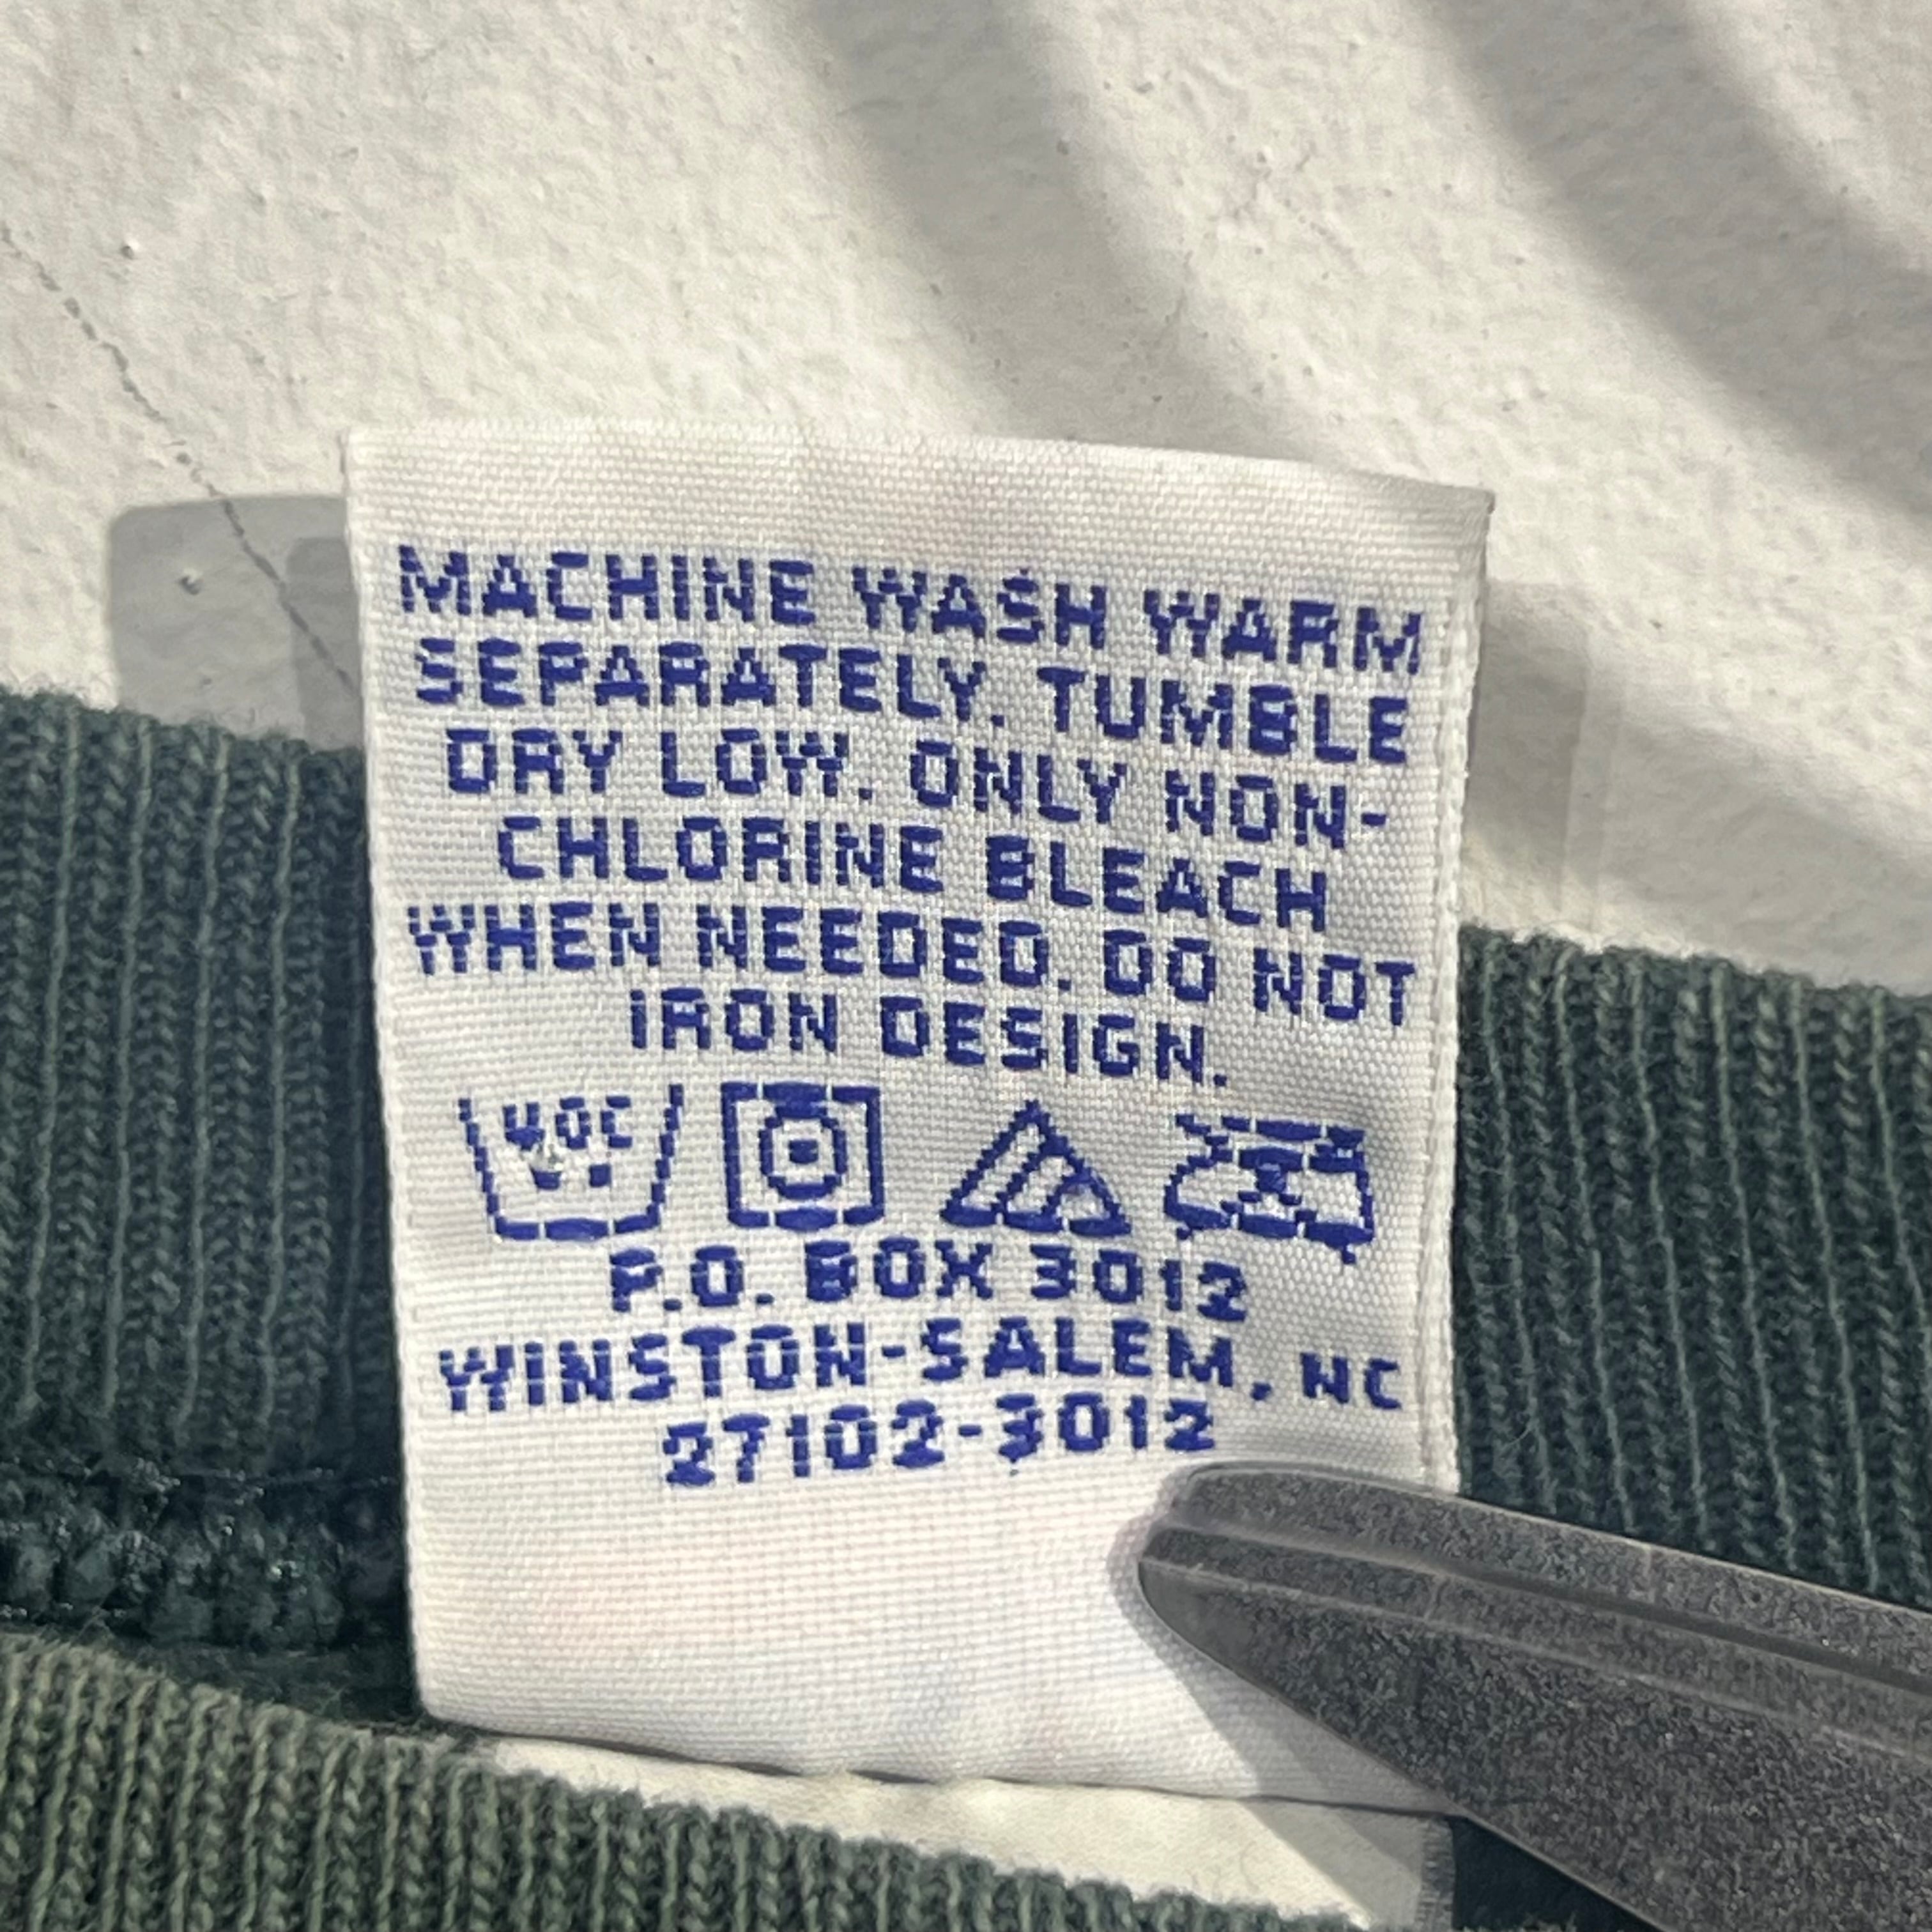 MACHINE WASH WARM
SEPARATELY. TUMBLE
DRY LOW. ONLY NON-
CHLORINE BLEACH
WHEN NEEDED. DO NOT
IRON DESIGN.
40C
P.O. BOX 3012
WINSTON-SALEM, NC
27102-3012